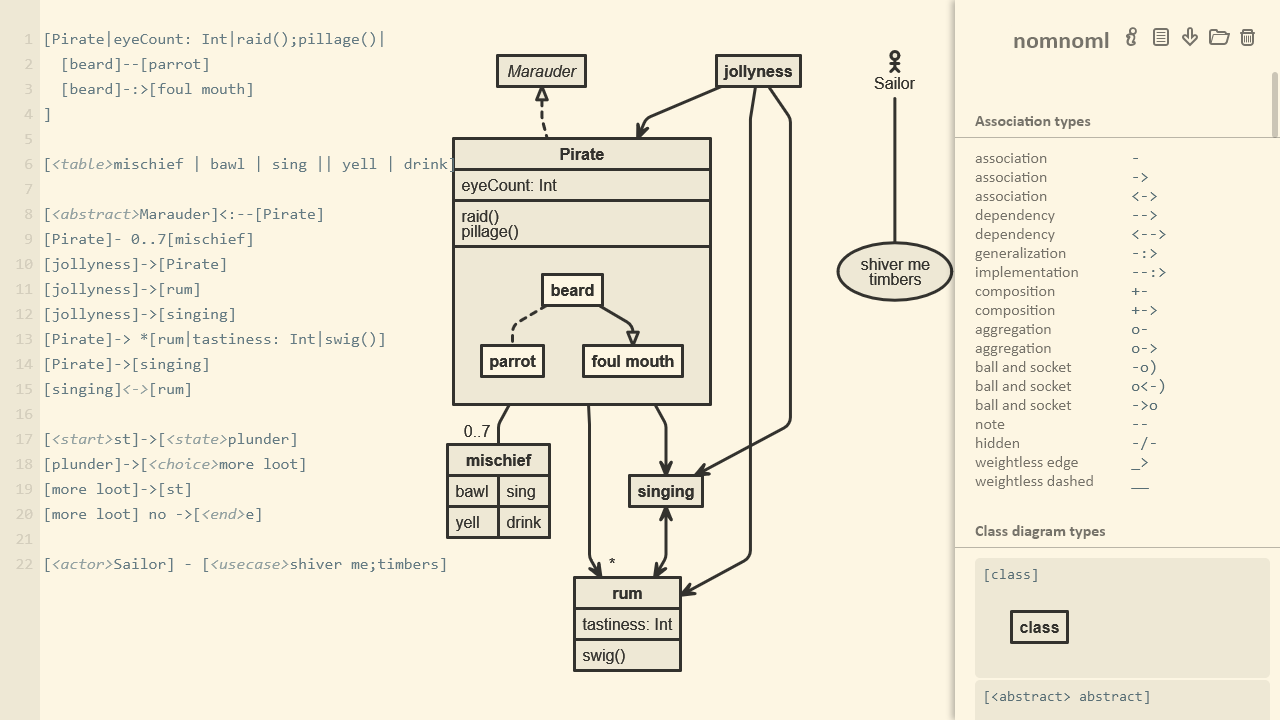 1 [Pirate|eyeCount: Int|raid();pillage()|
2 [beard]--[parrot]
3 [beard]-:>[foul mouth]
4 ]
5
6 [<table>mischief | bawl | sing || yell | drink]
7
8 [<abstract>Marauder]<:--[Pirate]
9 [Pirate]- 0..7[mischief]
10 [jollyness]->[Pirate]
11 [jollyness]->[rum]
12 [jollyness]->[singing]
13 [Pirate]-> *[rum|tastiness: Int|swig()]
14 [Pirate]->[singing]
15 [singing]<->[rum]
16
17 [<start>st]->[<state>plunder]
18 [plunder]->[<choice>more loot]
19 [more loot]->[st]
20 [more loot] no ->[<end>e]
21
22 [<actor>Sailor] - [<usecase>shiver me;timbers]
Marauder
jollyness
Sailor
Pirate
eyeCount: Int
raid()
pillage()
beard
parrot
foul mouth
shiver me
timbers
0..7
mischief
bawl sing
yell drink
singing
*
rum
tastiness: Int
swig()
nomnoml
Association types
association -
association ->
association <->
dependency -->
dependency <-->
generalization -:>
implementation --:>
composition +-
composition +->
aggregation o-
aggregation o->
ball and socket -o)
ball and socket o<-)
ball and socket ->o
note --
hidden -/-
weightless edge _>
weightless dashed __
Class diagram types
[class]
class
[<abstract> abstract]